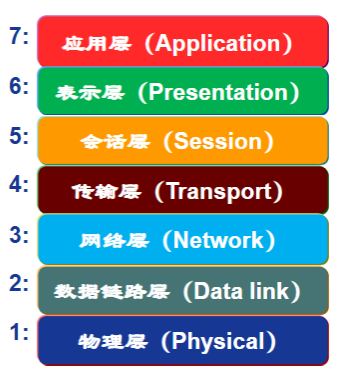 7: 应用层（Application）
6: 表示层（Presentation）
5: 会话层（Session）
4: 传输层（Transport）
3: 网络层（Network）
2: 数据链路层（Data link）
1: 物理层（Physical）